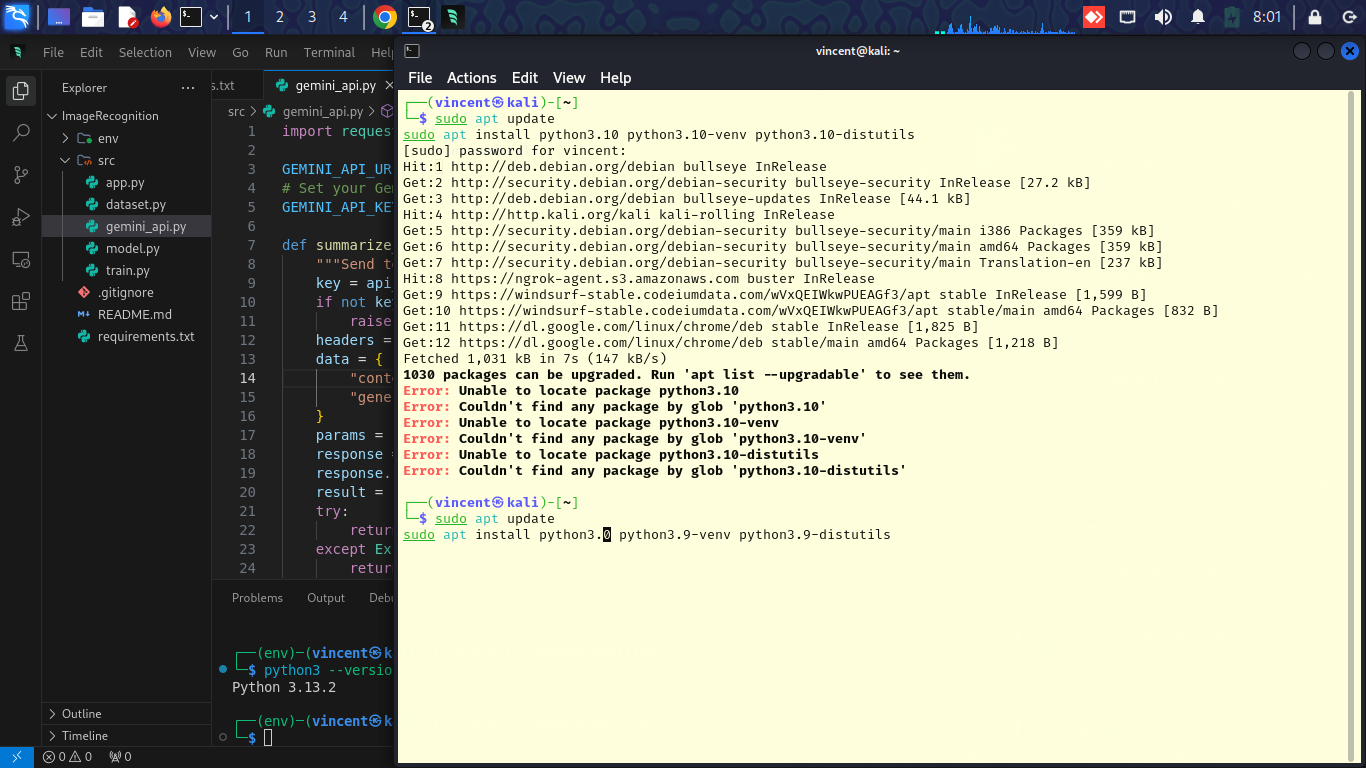 1 2 3 4 2 8:01
File Edit Selection View Go Run Terminal Hel
Explorer
ImageRecognition
env
src
app.py
dataset.py
gemini_api.py
model.py
train.py
.gitignore
README.md
requirements.txt
Outline
Timeline
0 0 0
s.txt gemini_api.py
src > gemini_api.py >
1 import reques
2
3 GEMINI_API_UR
4 # Set your Ge
5 GEMINI_API_KE
6
7 def summarize
8 """Send t
9 key = api
10 if not ke
11 raise
12 headers =
13 data = {
14 "cont
15 "gene
16 }
17 params =
18 response
19 response.
20 result =
21 try:
22 retur
23 except Ex
24 retur
Problems Output Deb
(env)-(vincent㉿k
$ python3 --versio
Python 3.13.2
(env)-(vincent㉿k
$
vincent@kali: ~
File Actions Edit View Help
┌──(vincent㉿kali)-[~]
└─$ sudo apt update
sudo apt install python3.10 python3.10-venv python3.10-distutils
[sudo] password for vincent:
Hit:1 http://deb.debian.org/debian bullseye InRelease
Get:2 http://security.debian.org/debian-security bullseye-security InRelease [27.2 kB]
Get:3 http://deb.debian.org/debian bullseye-updates InRelease [44.1 kB]
Hit:4 http://http.kali.org/kali kali-rolling InRelease
Get:5 http://security.debian.org/debian-security bullseye-security/main i386 Packages [359 kB]
Get:6 http://security.debian.org/debian-security bullseye-security/main amd64 Packages [359 kB]
Get:7 http://security.debian.org/debian-security bullseye-security/main Translation-en [237 kB]
Hit:8 https://ngrok-agent.s3.amazonaws.com buster InRelease
Get:9 https://windsurf-stable.codeiumdata.com/wVxQEIWkwPUEAGf3/apt stable InRelease [1,599 B]
Get:10 https://windsurf-stable.codeiumdata.com/wVxQEIWkwPUEAGf3/apt stable/main amd64 Packages [832 B]
Get:11 https://dl.google.com/linux/chrome/deb stable InRelease [1,825 B]
Get:12 https://dl.google.com/linux/chrome/deb stable/main amd64 Packages [1,218 B]
Fetched 1,031 kB in 7s (147 kB/s)
1030 packages can be upgraded. Run 'apt list --upgradable' to see them.
Error: Unable to locate package python3.10
Error: Couldn't find any package by glob 'python3.10'
Error: Unable to locate package python3.10-venv
Error: Couldn't find any package by glob 'python3.10-venv'
Error: Unable to locate package python3.10-distutils
Error: Couldn't find any package by glob 'python3.10-distutils'
┌──(vincent㉿kali)-[~]
└─$ sudo apt update
sudo apt install python3.0 python3.9-venv python3.9-distutils